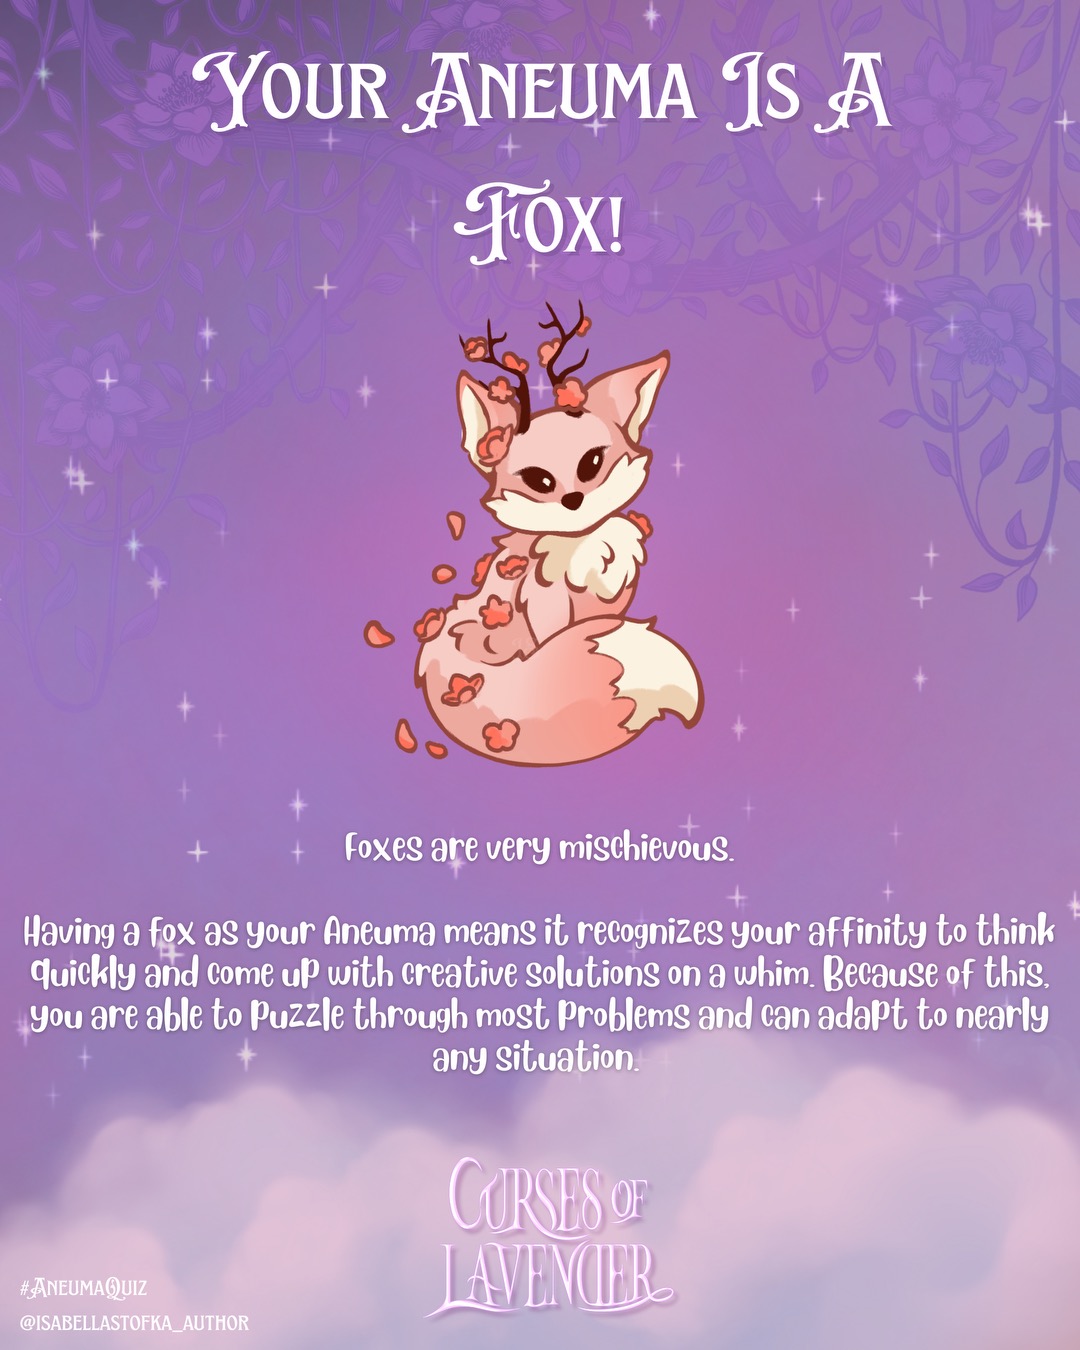 Your Aneuma Is A
Fox!
Foxes are very mischievous.
Having a fox as your Aneuma means it recognizes your affinity to think
quickly and come up with creative solutions on a whim. Because of this,
you are able to puzzle through most problems and can adapt to nearly
any situation.
Curses of
Lavender
#AneumaQuiz
@isabellastofka_author